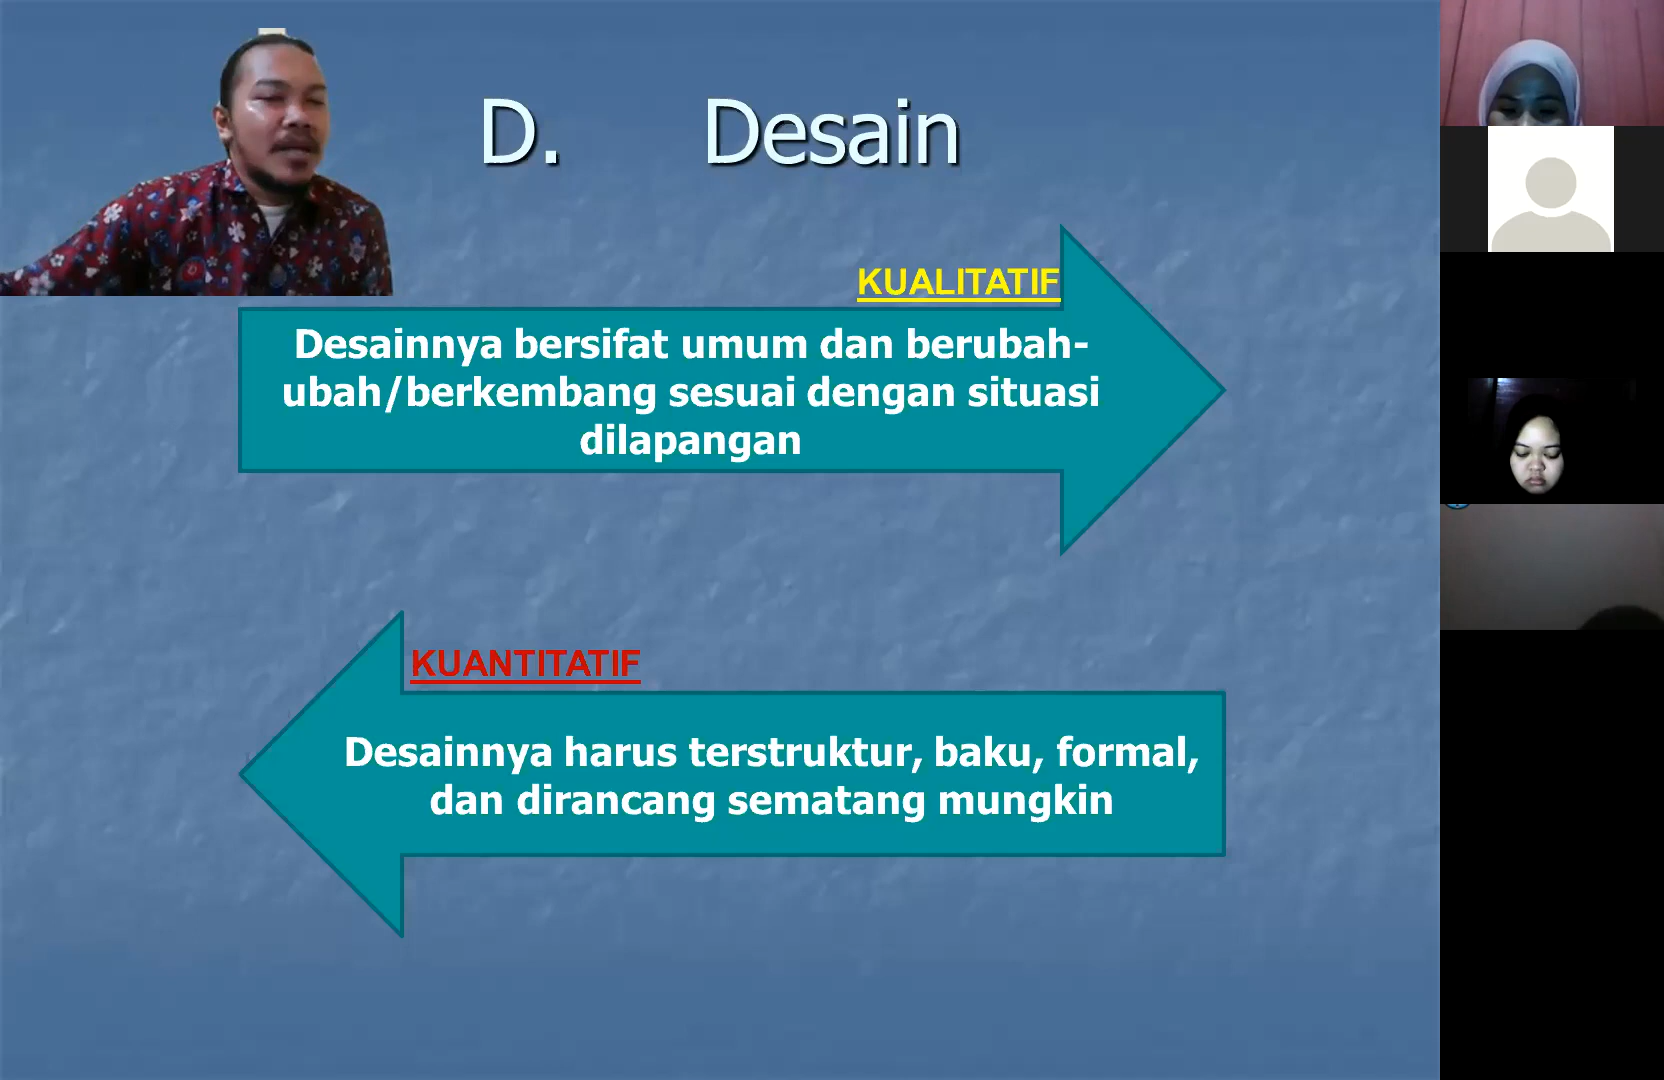 D. Desain
KUALITATIF
Desainnya bersifat umum dan berubah-
ubah/berkembang sesuai dengan situasi
dilapangan
KUANTITATIF
Desainnya harus terstruktur, baku, formal,
dan dirancang sematang mungkin